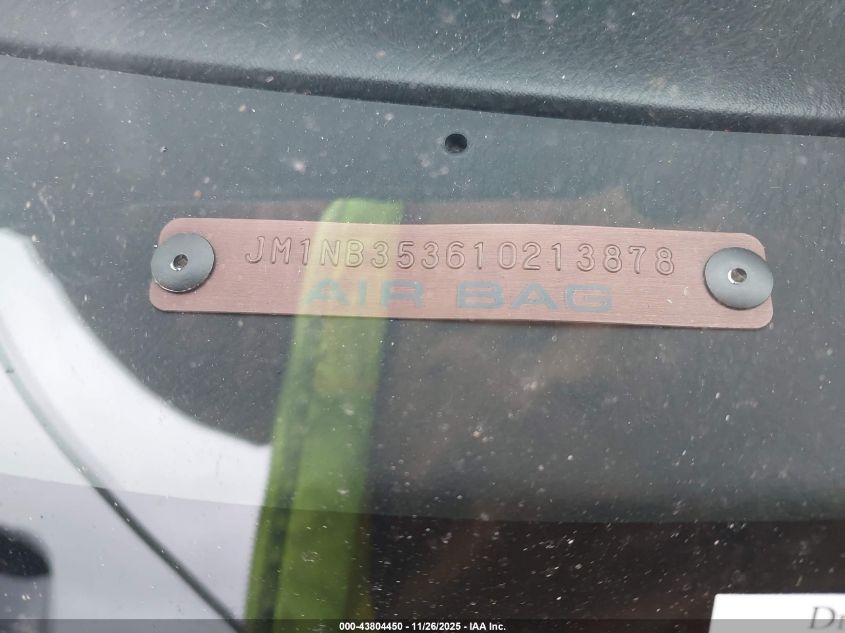 JM1NB353610213878
AIR BAG
000-43804450 - 11/26/2025 - IAA Inc.